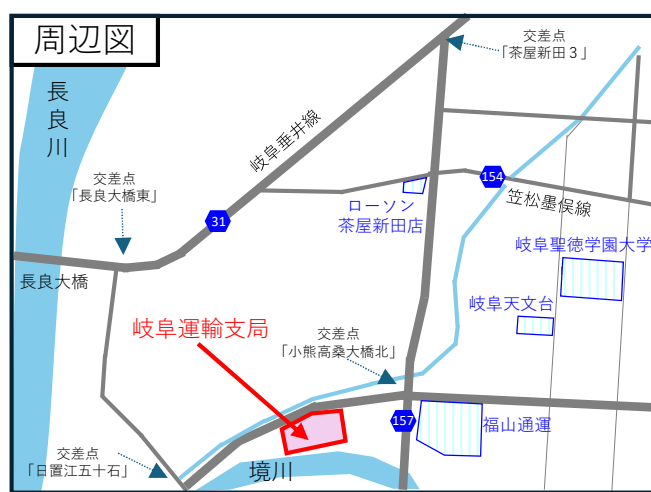 周辺図
長良川
交差点
「茶屋新田３」
岐阜垂井線
154
交差点
「長良大橋東」
ローソン
茶屋新田店
笠松墨俣線
31
岐阜聖徳学園大学
長良大橋
岐阜天文台
岐阜運輸支局
交差点
「小熊高桑大橋北」
157
福山通運
交差点
「日置江五十石」
境川